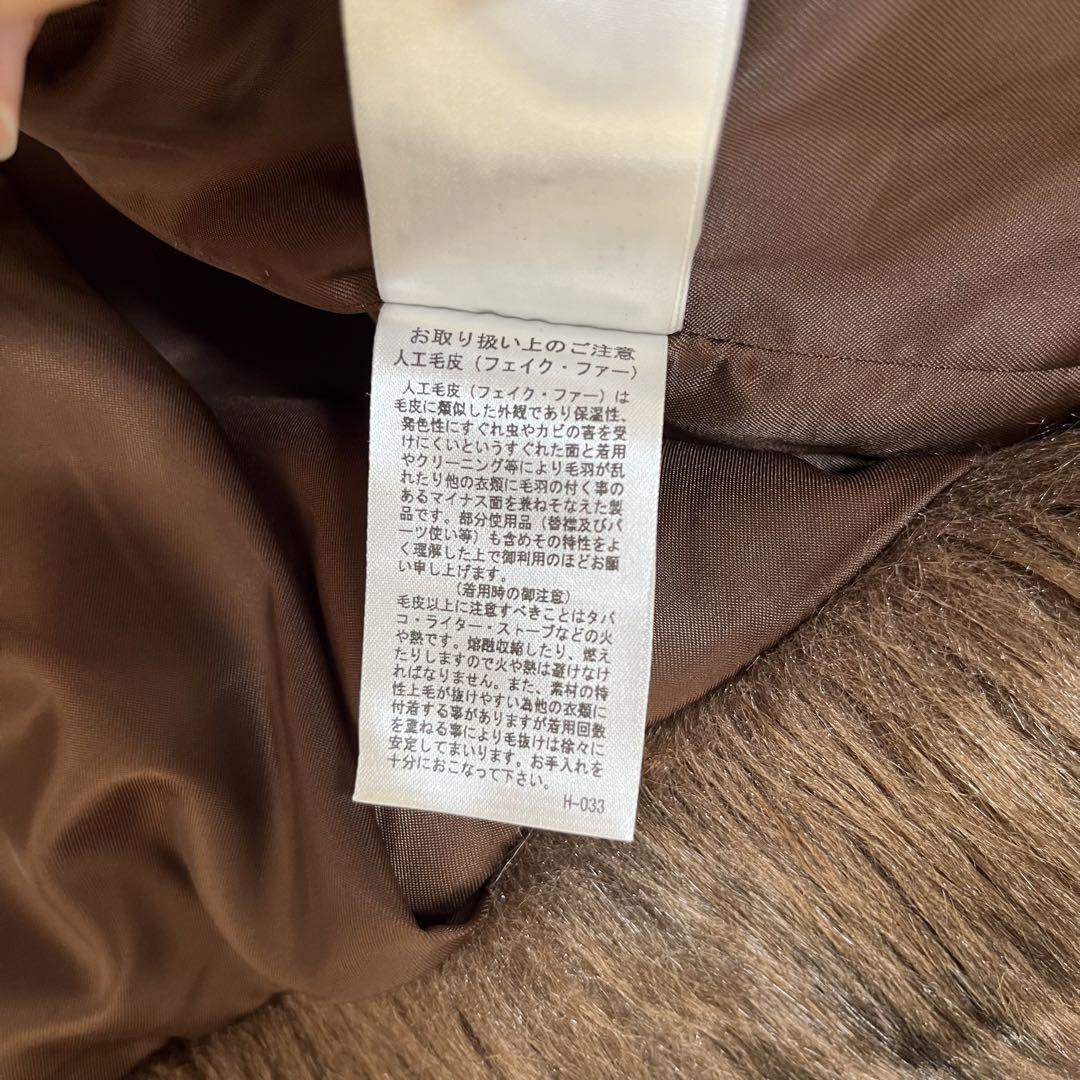 お取り扱い上のご注意
人工毛皮（フェイク・ファー）
人工毛皮（フェイク・ファー）は
毛皮に類似した外観であり保温性、
発色性にすぐれ虫やカビの害を受
けにくいというすぐれた面と着用
やクリーニング等により毛羽が乱
れたり他の衣類に毛羽の付く事の
あるマイナス面を兼ねそなえた製
品です。部分使用品（替襟及びパ
ーツ使い等）も含めその特性をよ
く理解した上で御利用のほどお願
い申し上げます。
（着用時の御注意）
毛皮以上に注意すべきことはタバ
コ・ライター・ストーブなどの火
や熱です。熔融収縮したり、燃え
たりしますので火や熱は避けなけ
ればなりません。また、素材の特
性上毛が抜けやすい為他の衣類に
付着する事がありますが着用回数
を重ねる事により毛抜けは徐々に
安定してまいります。お手入れを
十分におこなって下さい。
H-033